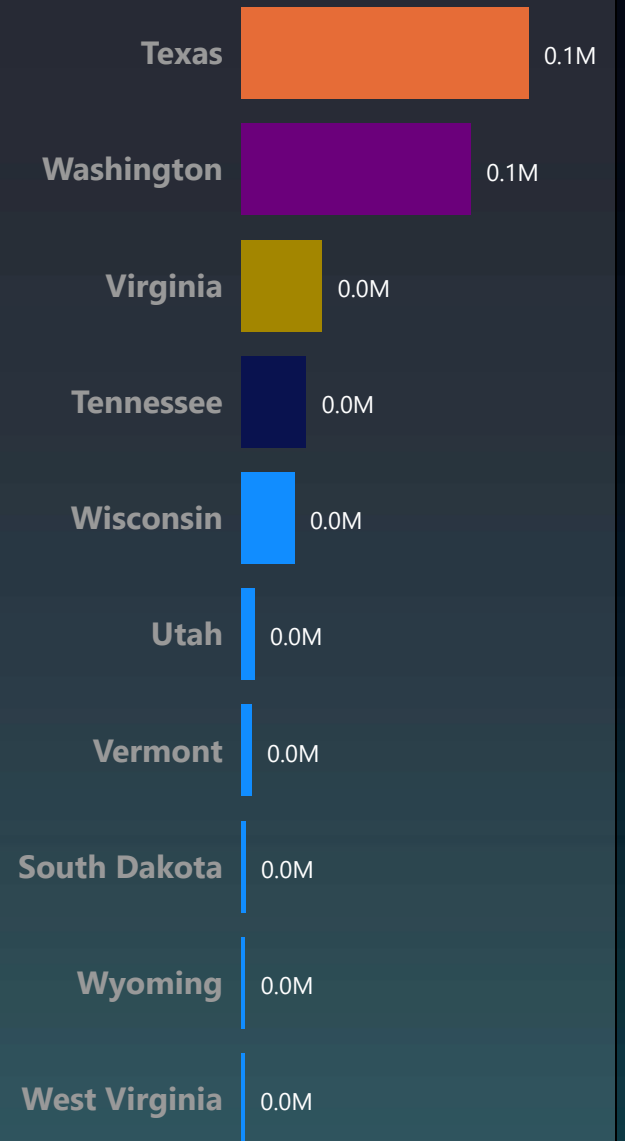 Texas 0.1M
Washington 0.1M
Virginia 0.0M
Tennessee 0.0M
Wisconsin 0.0M
Utah 0.0M
Vermont 0.0M
South Dakota 0.0M
Wyoming 0.0M
West Virginia 0.0M